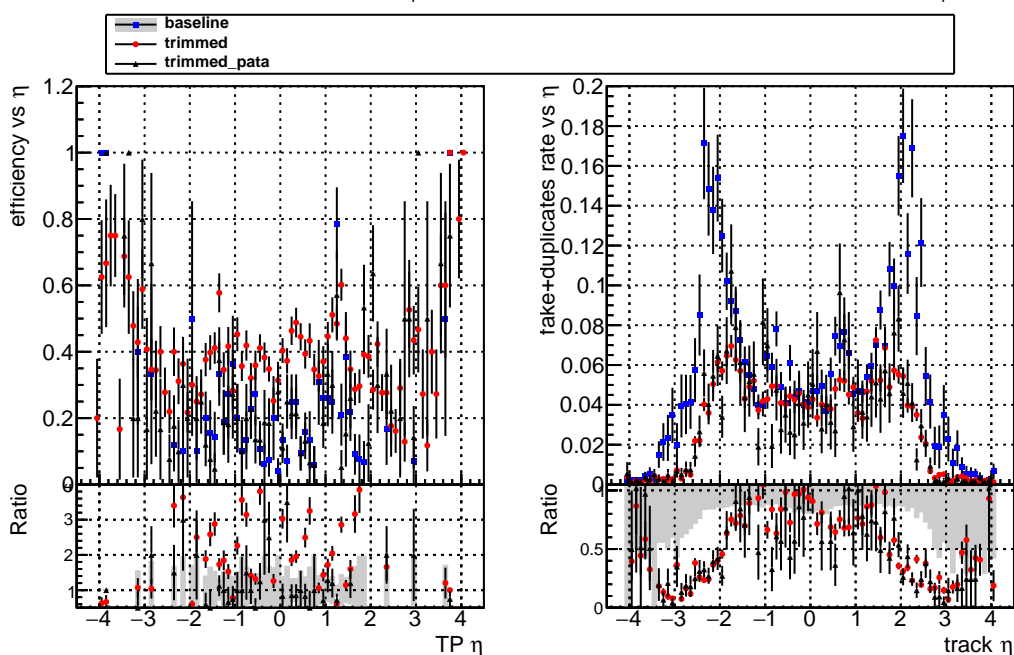 baseline
trimmed
trimmed_pata
efficiency vs η
1.2
1
0.8
0.6
0.4
0.2
0
Ratio
3
2
1
−4 −3 −2 −1 0 1 2 3 4
TP η
fake+duplicates rate vs η
0.2
0.18
0.16
0.14
0.12
0.1
0.08
0.06
0.04
0.02
0
Ratio
0.5
0
−4 −3 −2 −1 0 1 2 3 4
track η